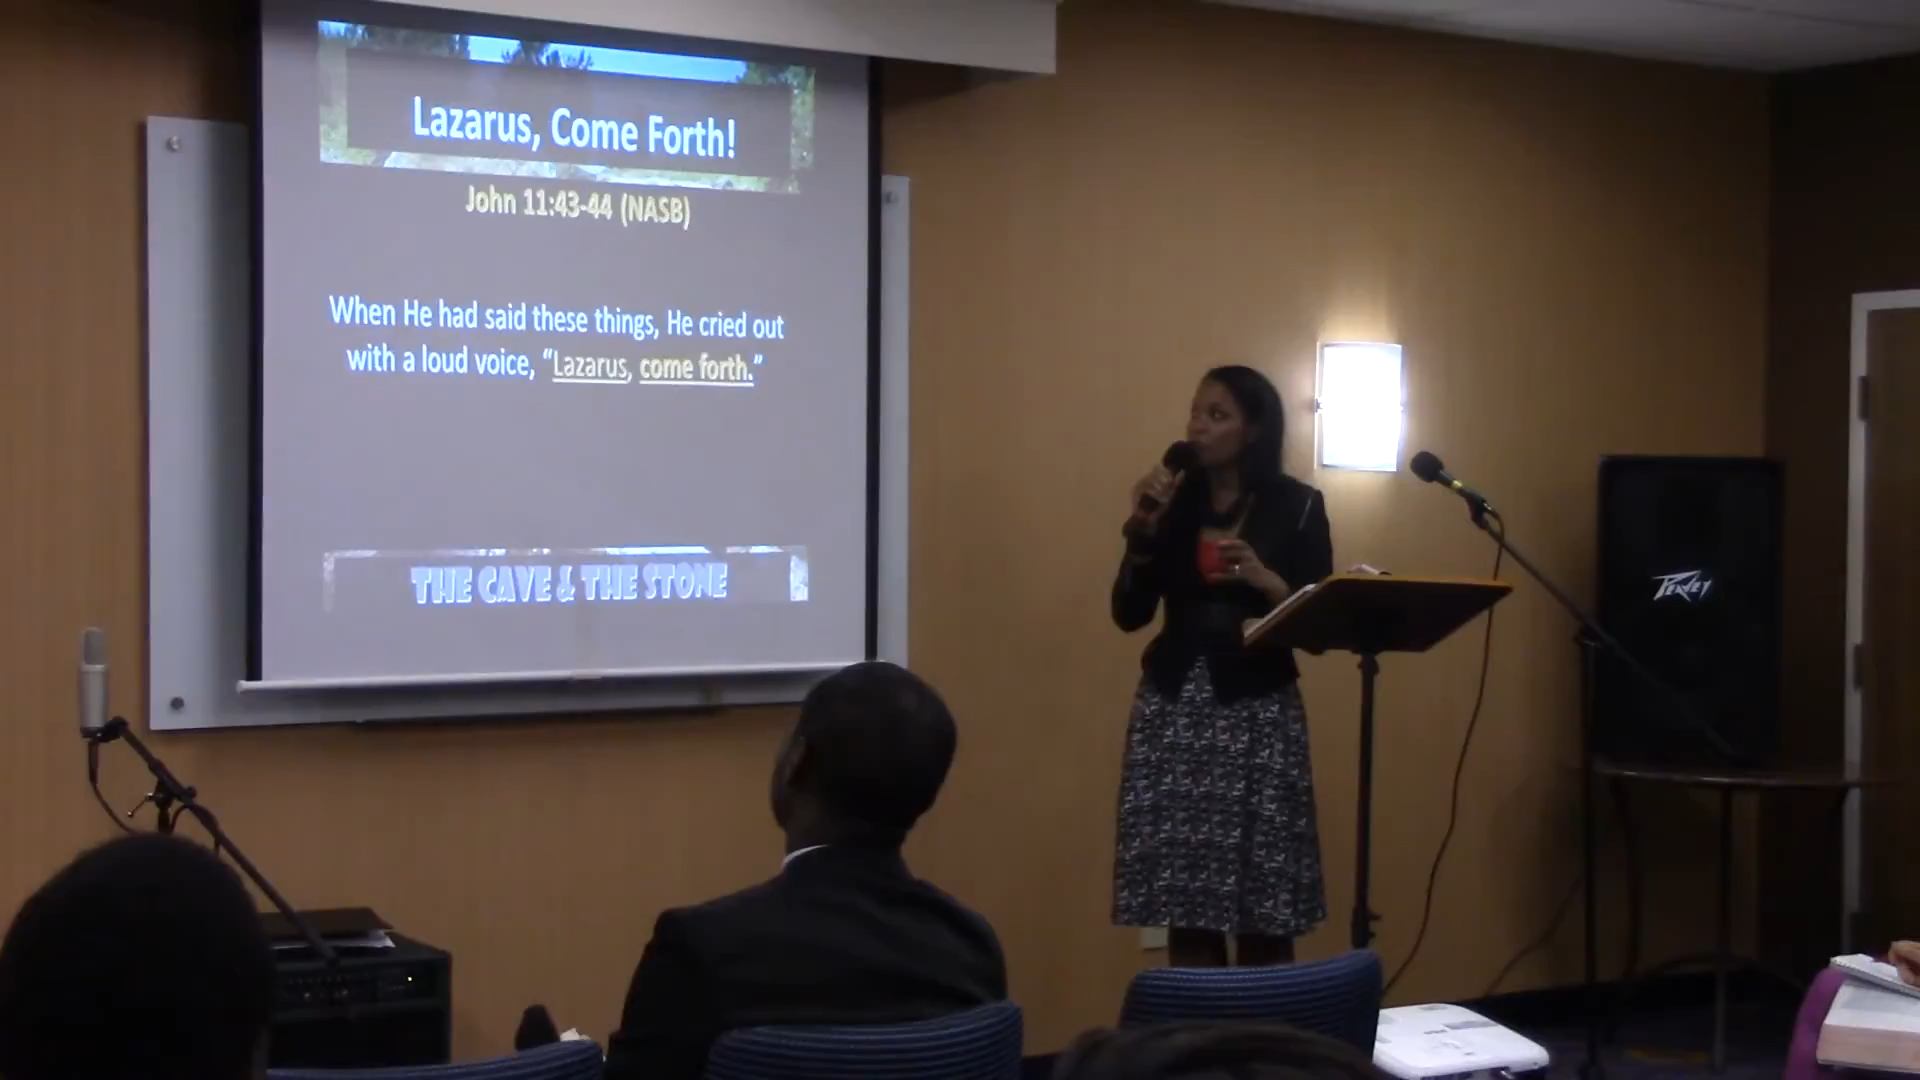 Lazarus, Come Forth!
John 11:43-44 (NASB)
When He had said these things, He cried out
with a loud voice, “Lazarus, come forth.”
THE CAVE & THE STONE
PEAVEY